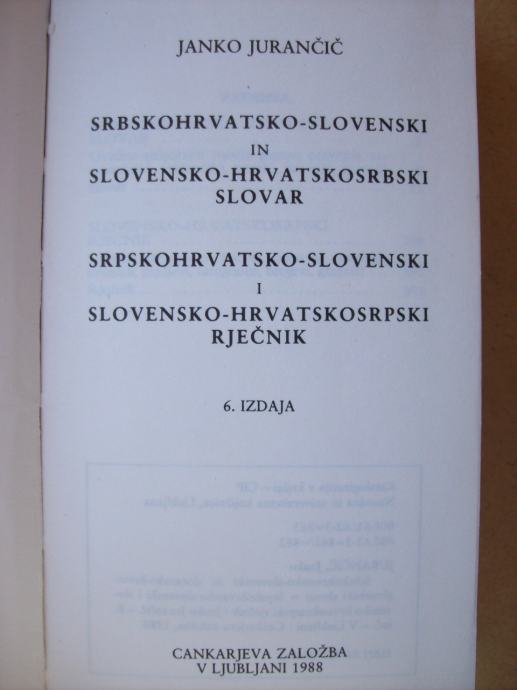 JANKO JURANČIČ
SRBSKOHRVATSKO-SLOVENSKI
IN
SLOVENSKO-HRVATSKOSRBSKI
SLOVAR
SRPSKOHRVATSKO-SLOVENSKI
I
SLOVENSKO-HRVATSKOSRPSKI
RJEČNIK
6. IZDAJA
CANKARJEVA ZALOŽBA
V LJUBLJANI 1988